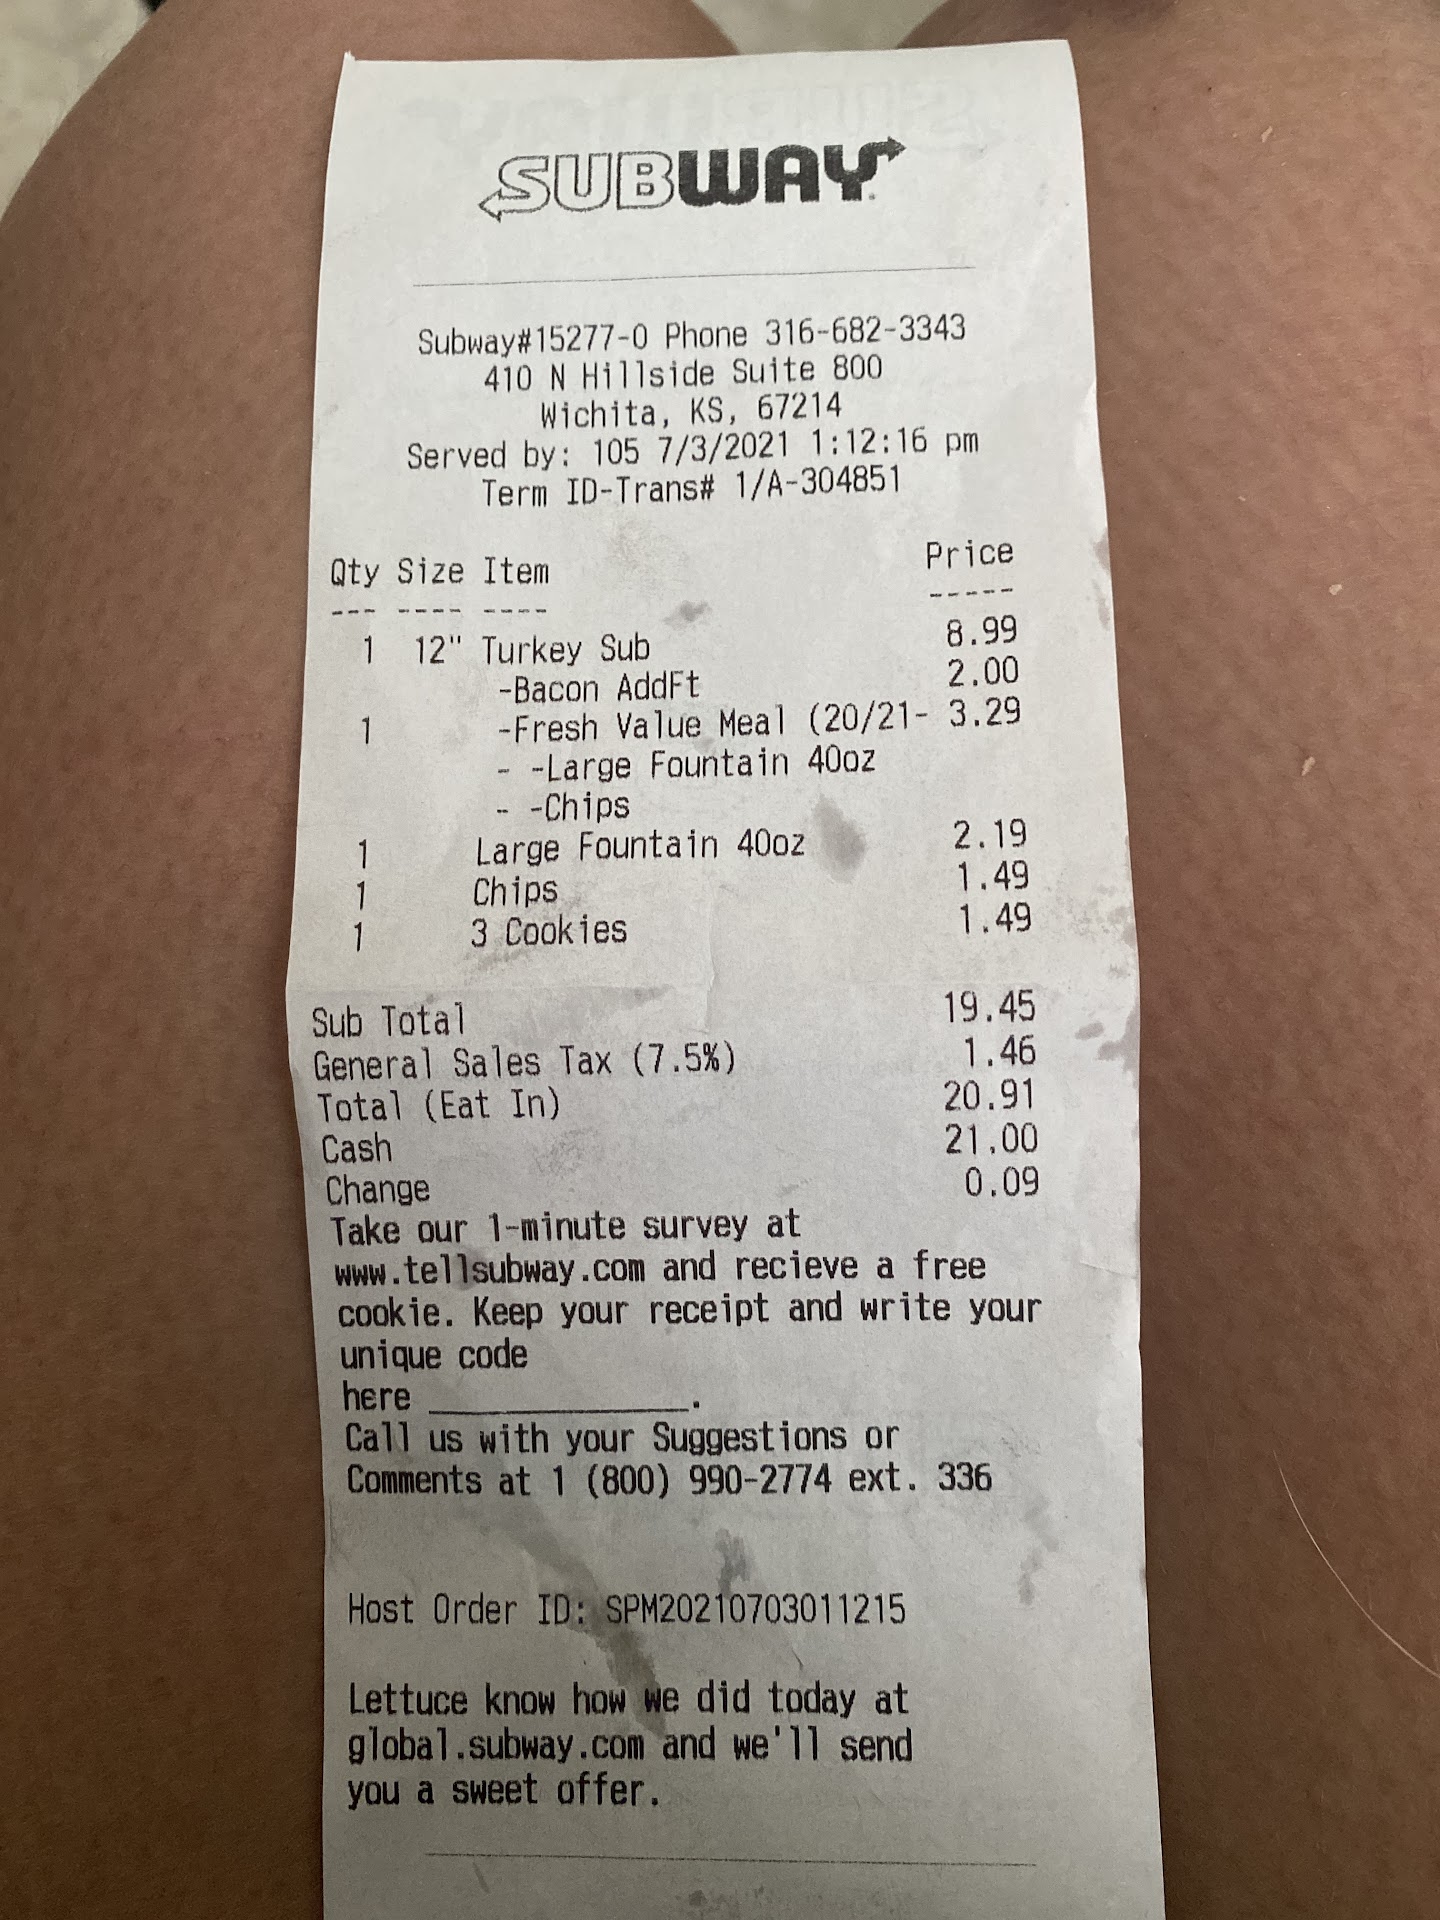 SUBWAY
Subway#15277-0 Phone 316-682-3343
410 N Hillside Suite 800
Wichita, KS, 67214
Served by: 105 7/3/2021 1:12:16 pm
Term ID-Trans# 1/A-304851
Qty Size Item Price
--- ---- ---- -----
1 12" Turkey Sub 8.99
-Bacon AddFt 2.00
1 -Fresh Value Meal (20/21- 3.29
- -Large Fountain 40oz
- -Chips
1 Large Fountain 40oz 2.19
1 Chips 1.49
1 3 Cookies 1.49
Sub Total 19.45
General Sales Tax (7.5%) 1.46
Total (Eat In) 20.91
Cash 21.00
Change 0.09
Take our 1-minute survey at
www.tellsubway.com and recieve a free
cookie. Keep your receipt and write your
unique code
here _______________.
Call us with your Suggestions or
Comments at 1 (800) 990-2774 ext. 336
Host Order ID: SPM20210703011215
Lettuce know how we did today at
global.subway.com and we'll send
you a sweet offer.